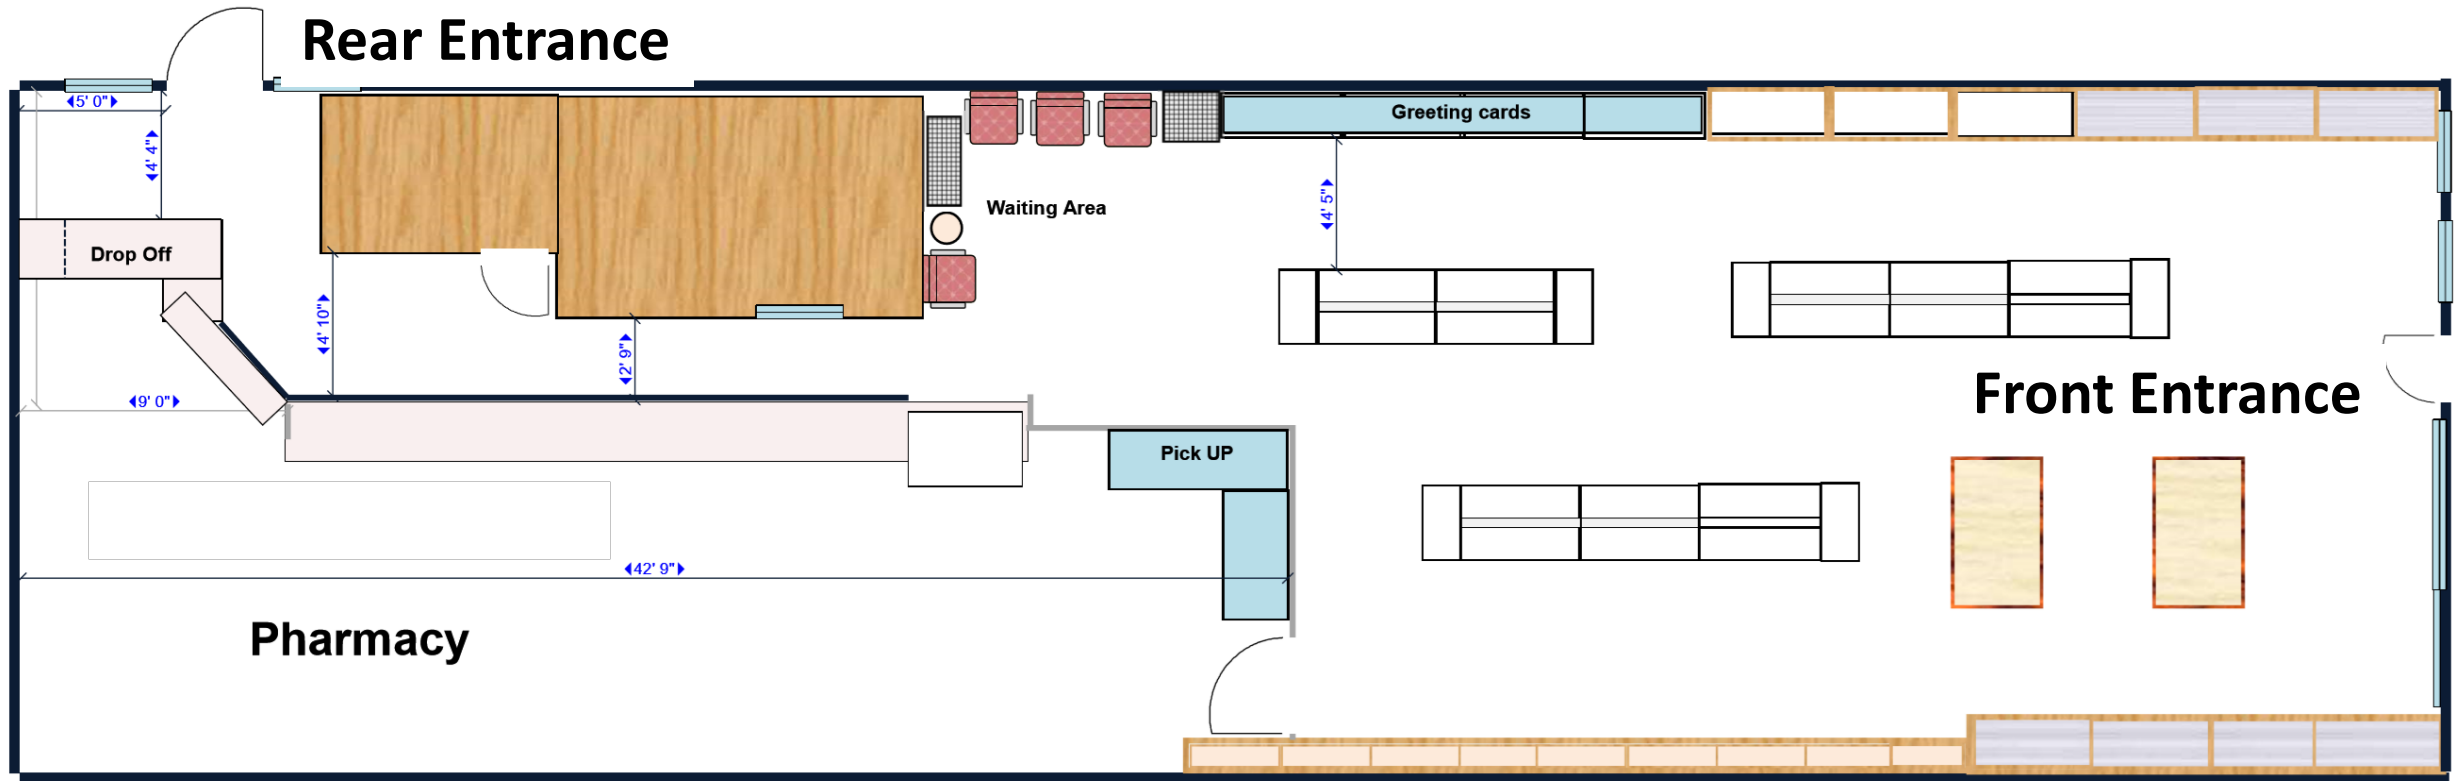 Rear Entrance
5' 0"
4' 4"
Greeting cards
Waiting Area
4' 5"
Drop Off
4' 10"
2' 9"
9' 0"
Front Entrance
Pick UP
42' 9"
Pharmacy